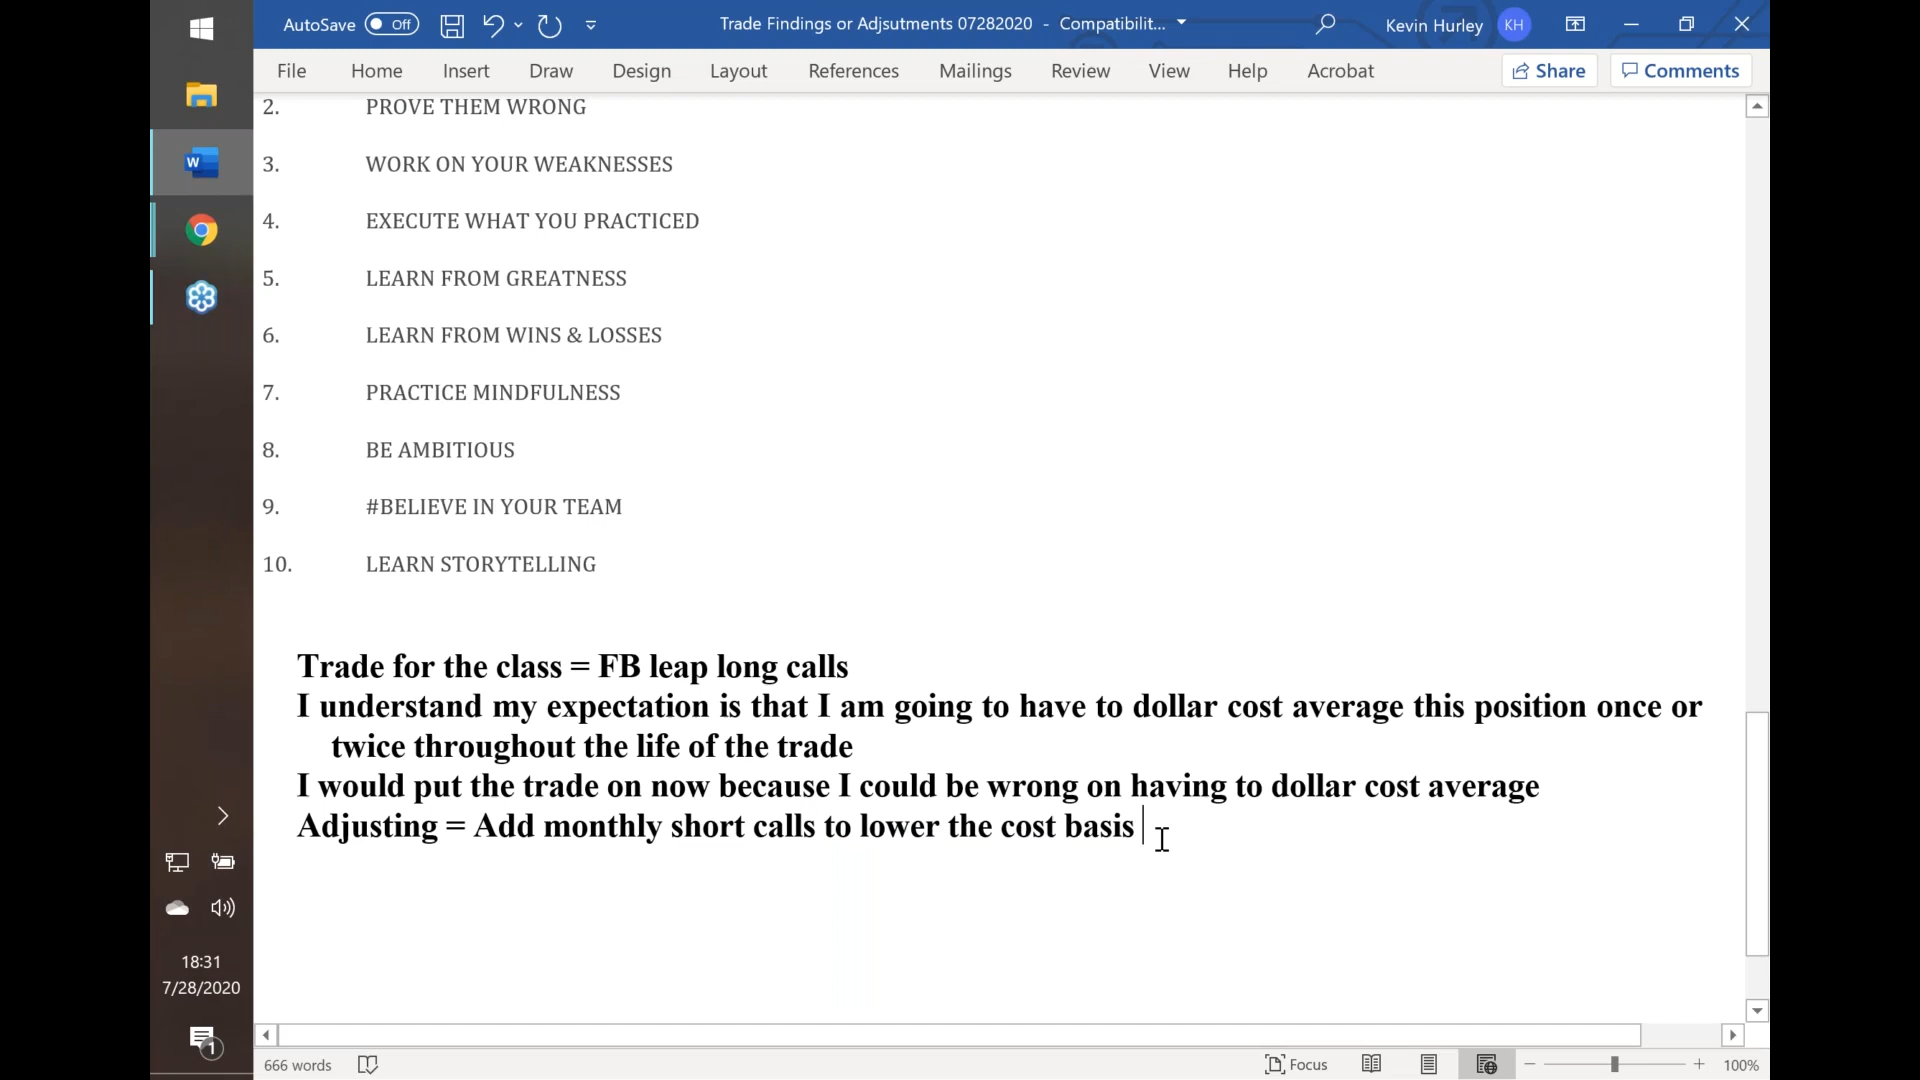 AutoSave Off
Trade Findings or Adjsutments 07282020 - Compatibilit...
Kevin Hurley KH
File Home Insert Draw Design Layout References Mailings Review View Help Acrobat Share Comments
2. PROVE THEM WRONG
3. WORK ON YOUR WEAKNESSES
4. EXECUTE WHAT YOU PRACTICED
5. LEARN FROM GREATNESS
6. LEARN FROM WINS & LOSSES
7. PRACTICE MINDFULNESS
8. BE AMBITIOUS
9. #BELIEVE IN YOUR TEAM
10. LEARN STORYTELLING
Trade for the class = FB leap long calls
I understand my expectation is that I am going to have to dollar cost average this position once or
twice throughout the life of the trade
I would put the trade on now because I could be wrong on having to dollar cost average
Adjusting = Add monthly short calls to lower the cost basis
18:31
7/28/2020
1
666 words
Focus
100%